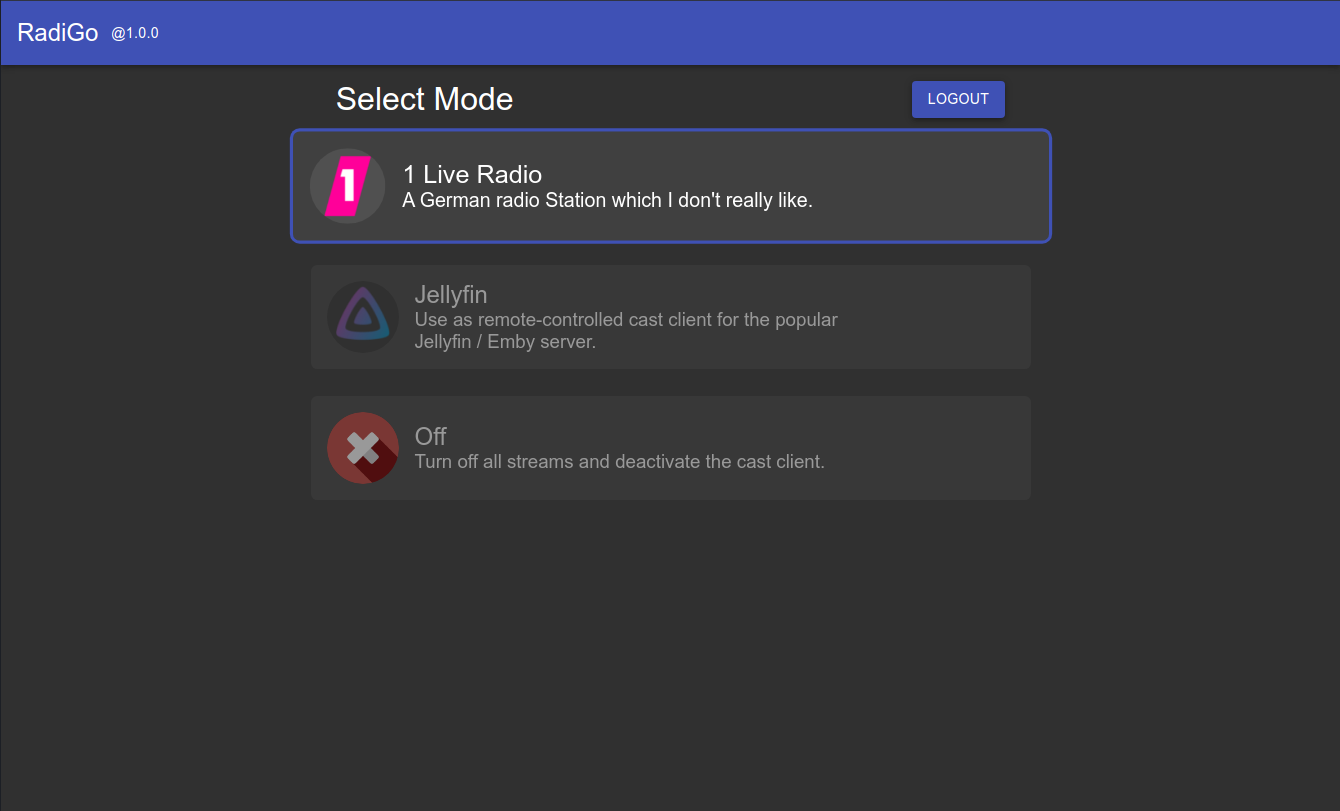 RadiGo @1.0.0
Select Mode
LOGOUT
1
1 Live Radio
A German radio Station which I don't really like.
Jellyfin
Use as remote-controlled cast client for the popular
Jellyfin / Emby server.
Off
Turn off all streams and deactivate the cast client.